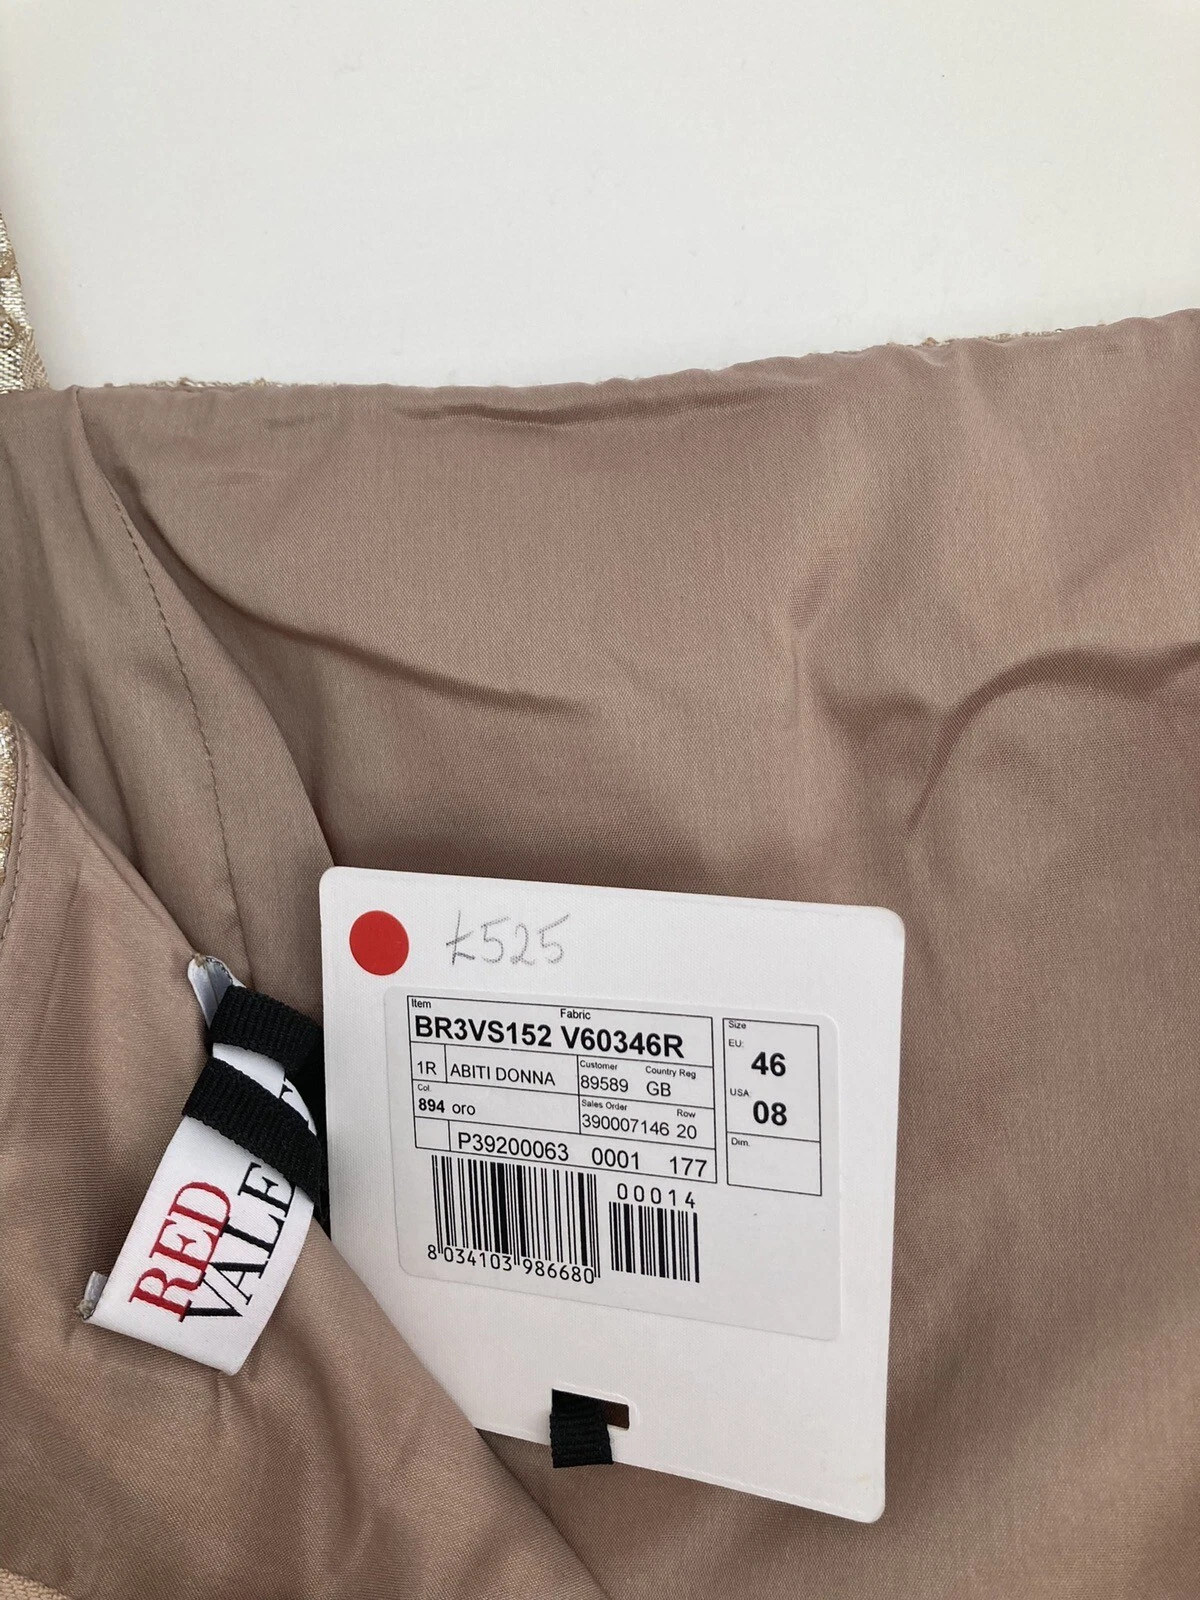 £525
Item
Fabric
BR3VS152 V60346R
1R ABITI DONNA
Customer
89589
Country Reg
GB
Col.
894 oro
Sales Order
390007146
Row
20
P39200063 0001 177
00014
8 034103 986680
Size
EU:
46
USA
08
Dim.
RED
VALE